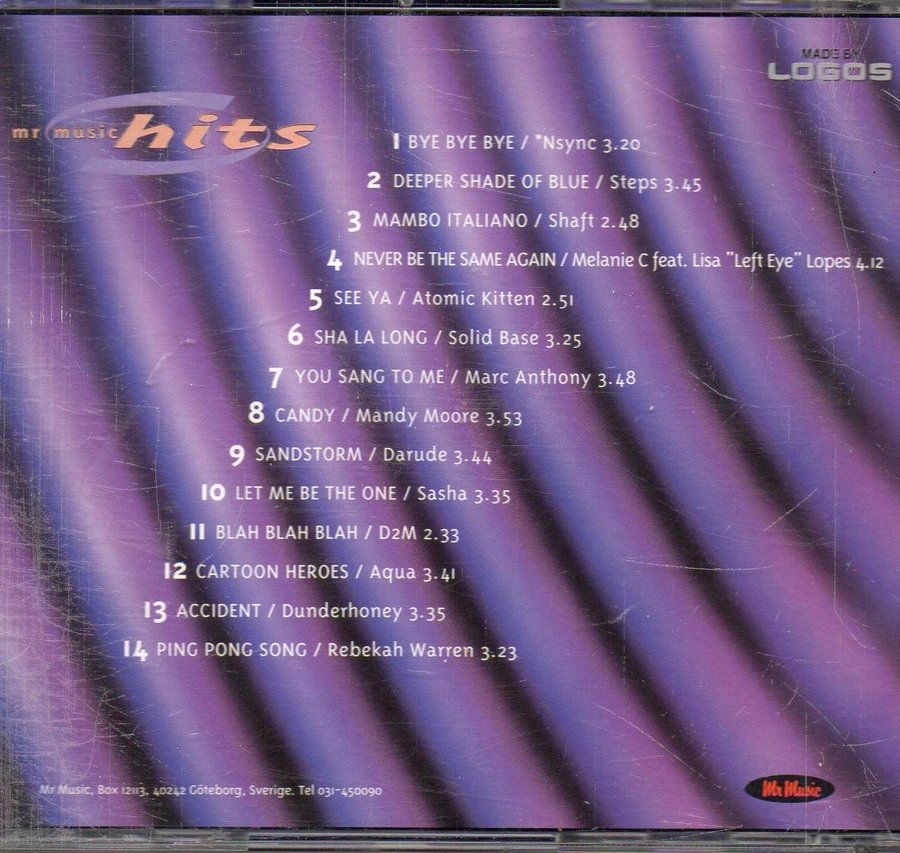 MADE BY
LOGOS
mr music hits
1 BYE BYE BYE / *Nsync 3.20
2 DEEPER SHADE OF BLUE / Steps 3.45
3 MAMBO ITALIANO / Shaft 2.48
4 NEVER BE THE SAME AGAIN / Melanie C feat. Lisa "Left Eye" Lopes 4.12
5 SEE YA / Atomic Kitten 2.51
6 SHA LA LONG / Solid Base 3.25
7 YOU SANG TO ME / Marc Anthony 3.48
8 CANDY / Mandy Moore 3.53
9 SANDSTORM / Darude 3.44
10 LET ME BE THE ONE / Sasha 3.35
11 BLAH BLAH BLAH / D2M 2.33
12 CARTOON HEROES / Aqua 3.41
13 ACCIDENT / Dunderhoney 3.35
14 PING PONG SONG / Rebekah Warren 3.23
Mr Music, Box 12113, 40242 Göteborg, Sverige. Tel 031-450090
Mr Music